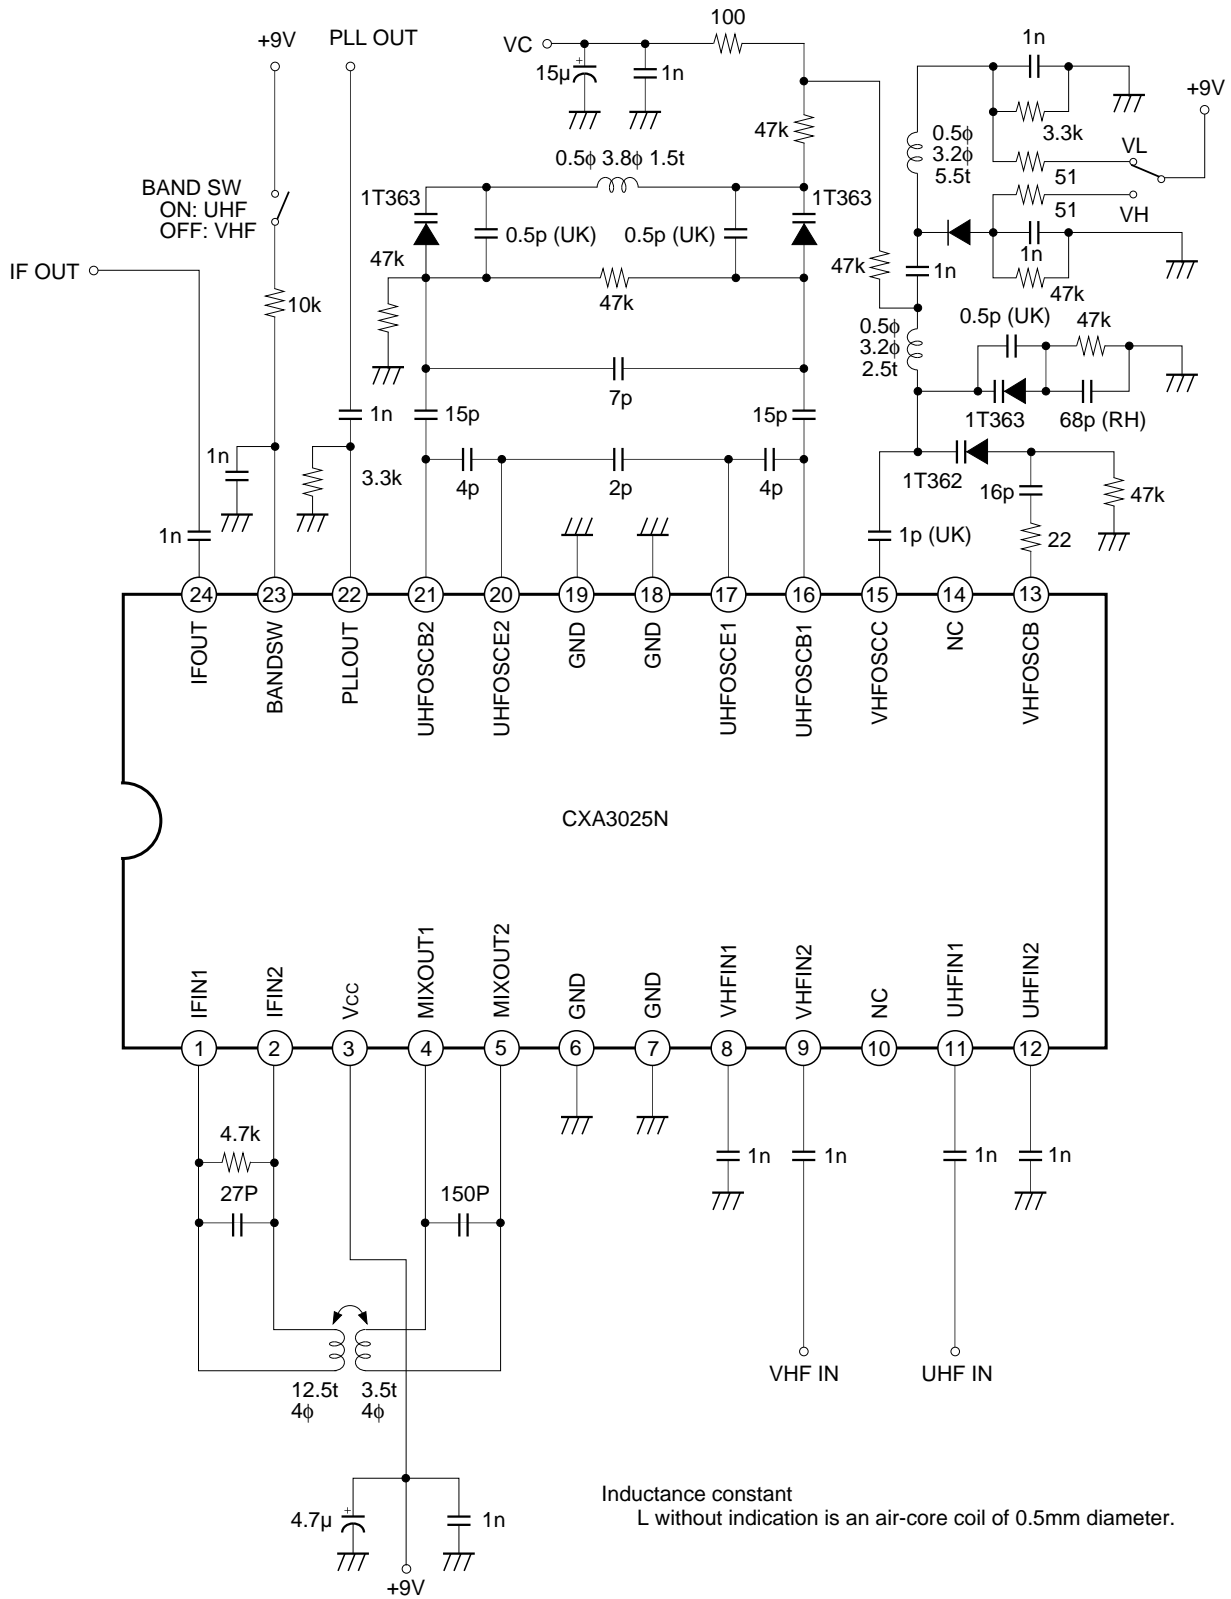 +9V
PLL OUT
VC
100
15μ
+
1n
1n
+9V
47k
0.5ϕ
3.2ϕ
5.5t
3.3k
VL
51
51
VH
0.5ϕ 3.8ϕ 1.5t
BAND SW
ON: UHF
OFF: VHF
1T363
1T363
0.5p (UK)
0.5p (UK)
IF OUT
47k
47k
47k
1n
1n
47k
10k
0.5ϕ
3.2ϕ
2.5t
0.5p (UK)
47k
7p
1T363
68p (RH)
1n
15p
15p
1n
3.3k
4p
2p
4p
1T362
16p
47k
1n
1p (UK)
22
24
23
22
21
20
19
18
17
16
15
14
13
IFOUT
BANDSW
PLLOUT
UHFOSCB2
UHFOSCE2
GND
GND
UHFOSCE1
UHFOSCB1
VHFOSCC
NC
VHFOSCB
CXA3025N
IFIN1
IFIN2
Vcc
MIXOUT1
MIXOUT2
GND
GND
VHFIN1
VHFIN2
NC
UHFIN1
UHFIN2
1
2
3
4
5
6
7
8
9
10
11
12
4.7k
1n
1n
1n
1n
27P
150P
VHF IN
UHF IN
12.5t
4ϕ
3.5t
4ϕ
4.7μ
+
1n
+9V
Inductance constant
L without indication is an air-core coil of 0.5mm diameter.